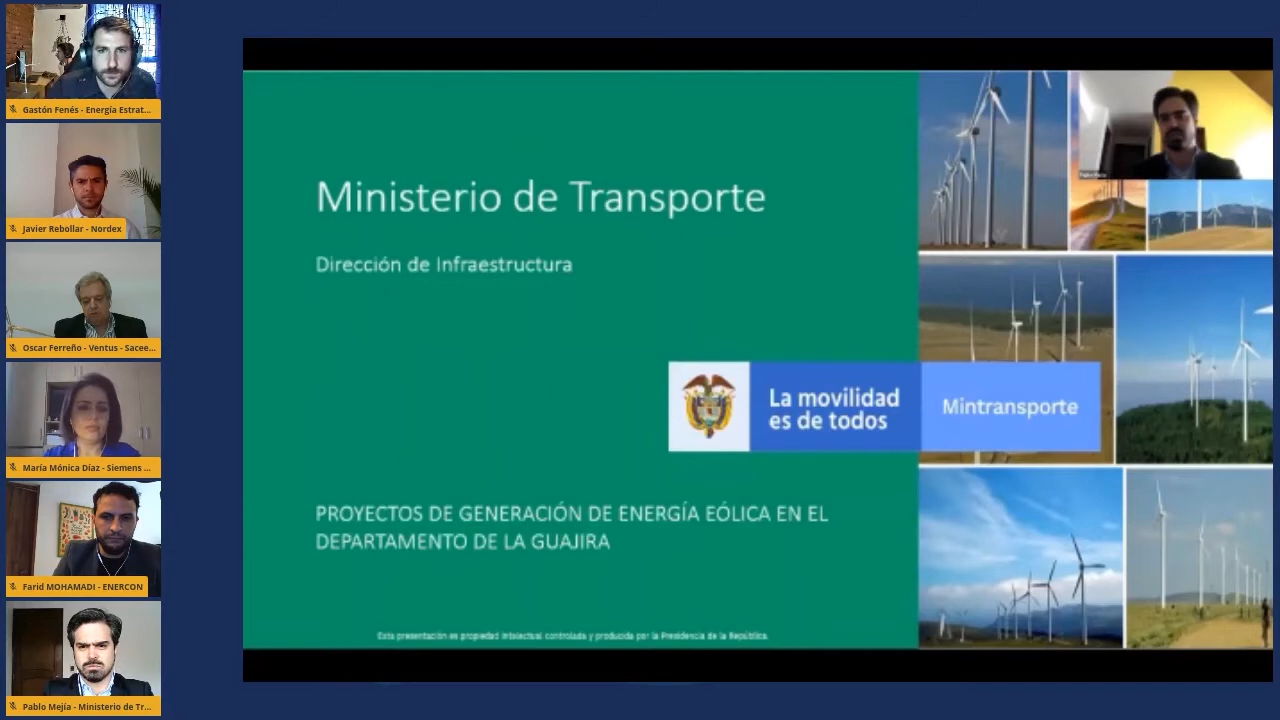 Gastón Fenés - Energía Estrat...
Javier Rebollar - Nordex
Oscar Ferreño - Ventus - Sacee...
María Mónica Díaz - Siemens ...
Farid MOHAMADI - ENERCON
Pablo Mejía - Ministerio de Tr...
Ministerio de Transporte
Dirección de Infraestructura
La movilidad
es de todos
Mintransporte
PROYECTOS DE GENERACIÓN DE ENERGÍA EÓLICA EN EL
DEPARTAMENTO DE LA GUAJIRA
Esta presentación es propiedad intelectual controlada y producida por la Presidencia de la República.